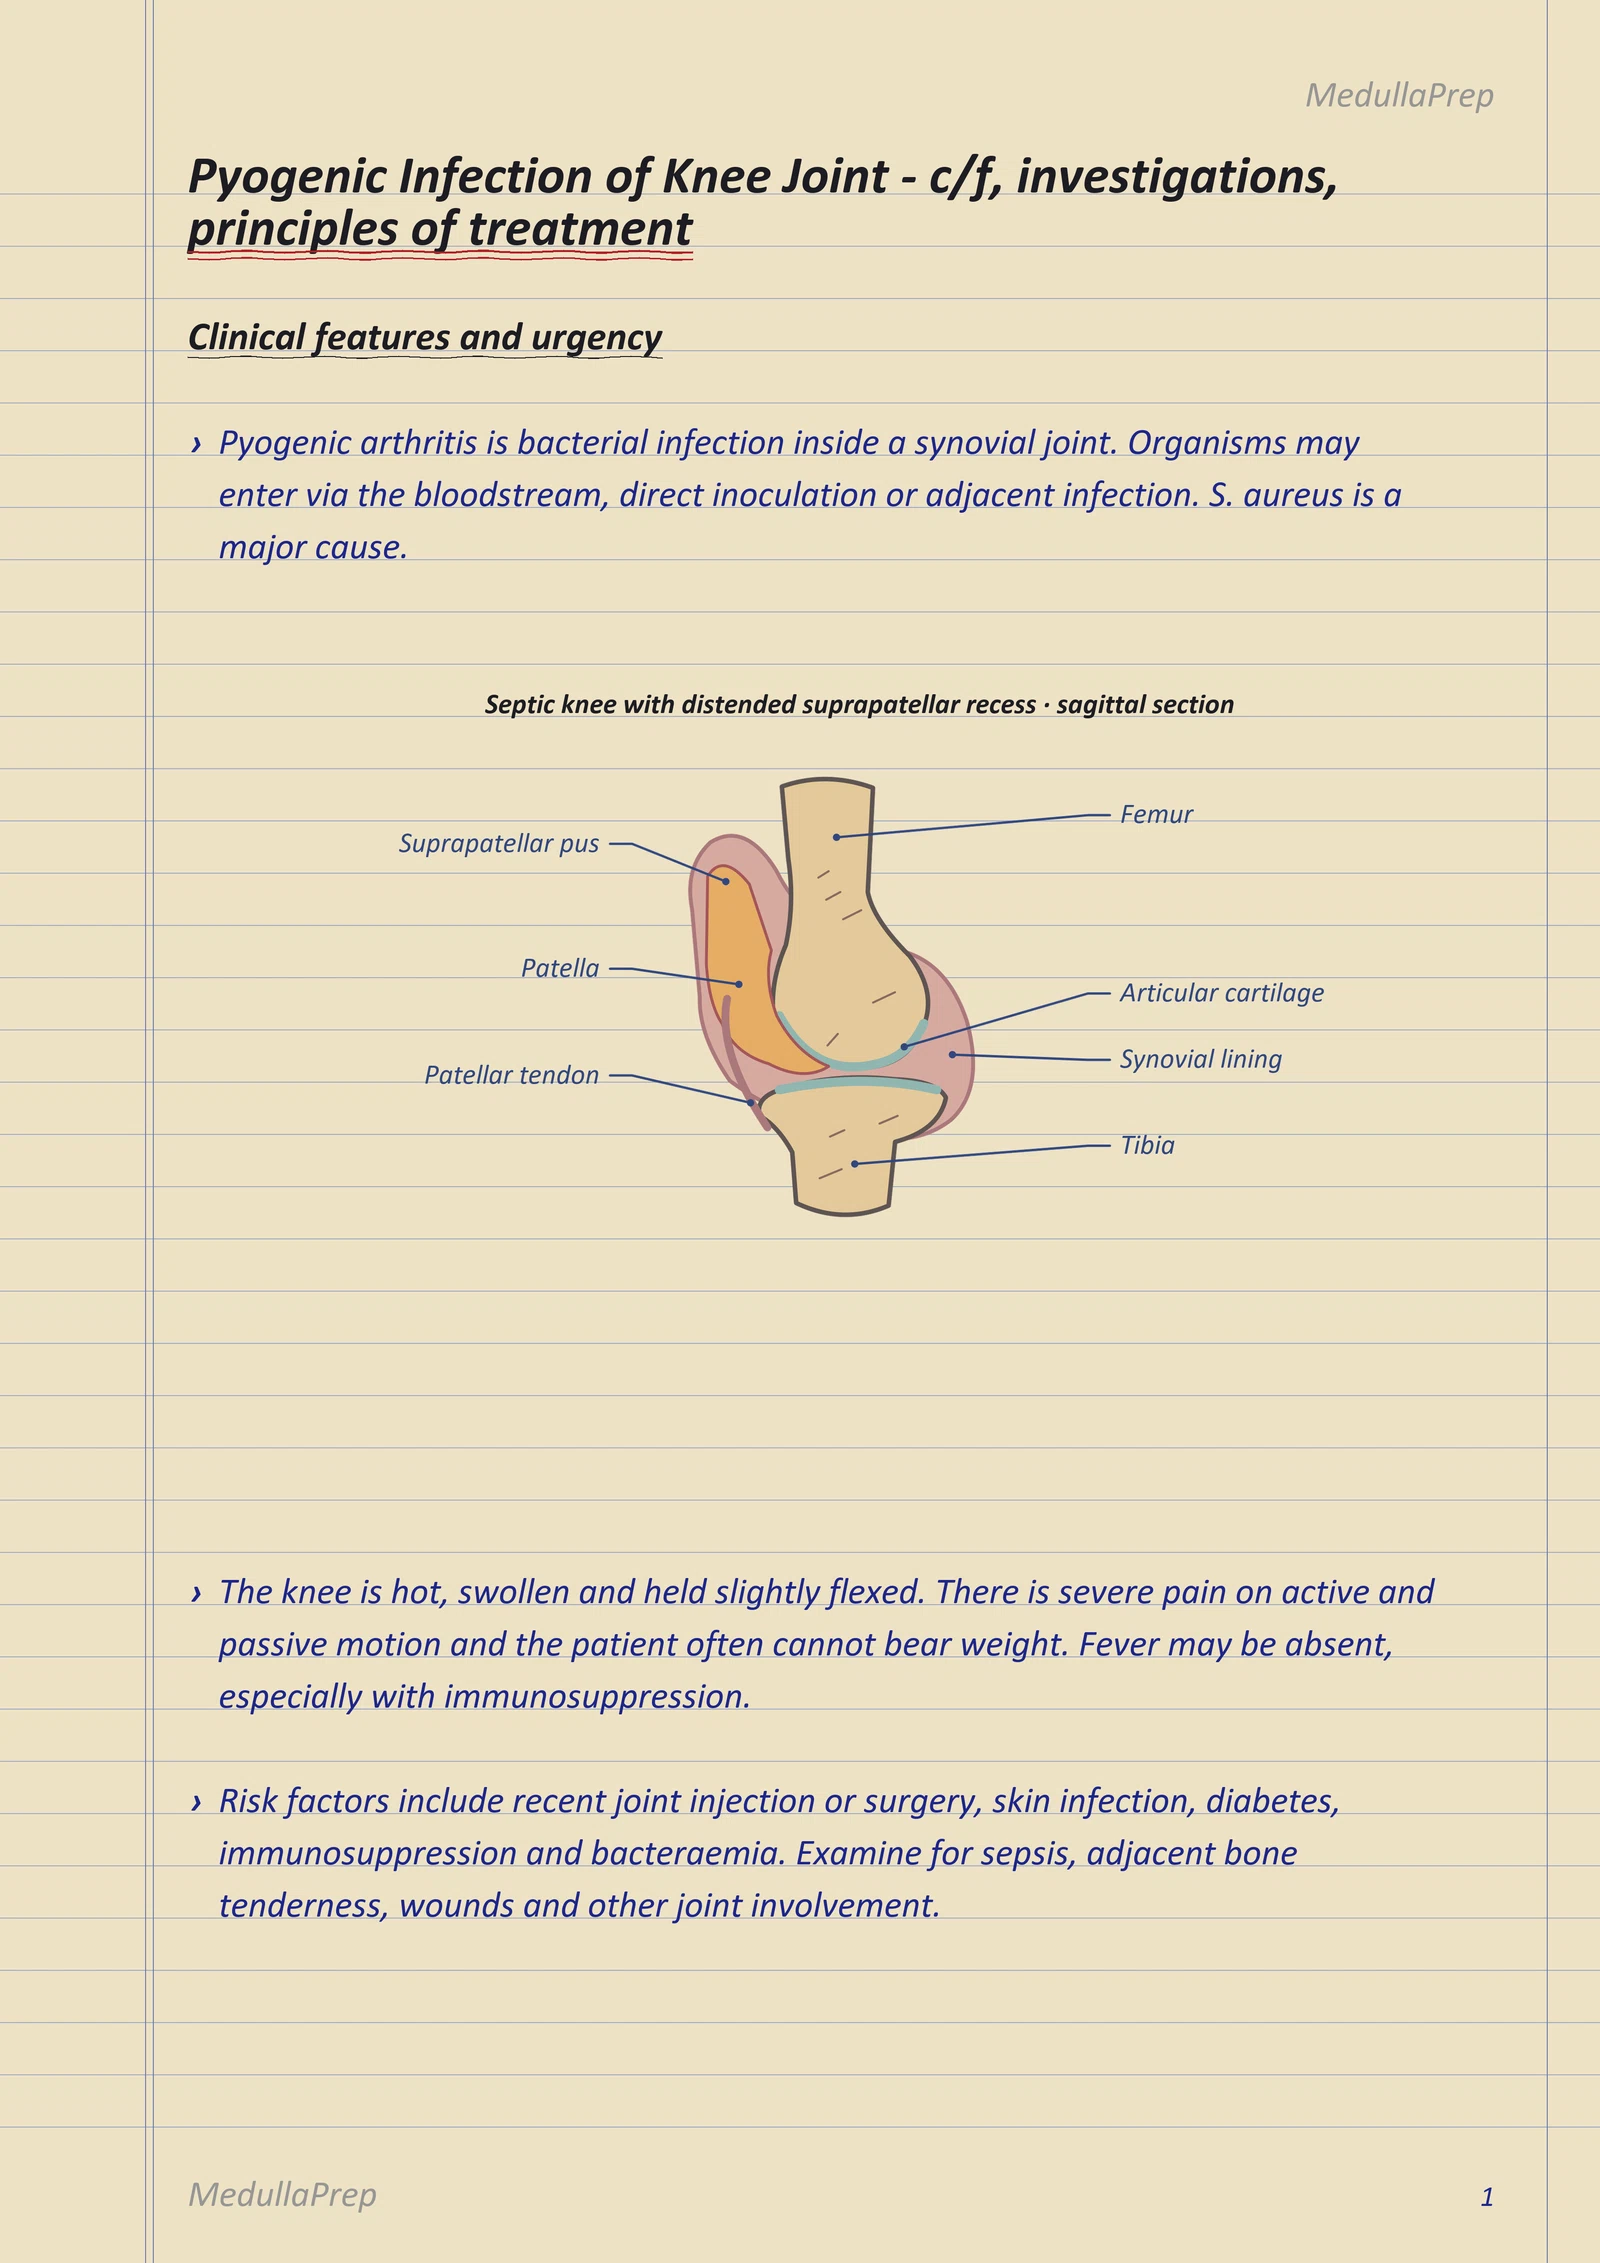 MedullaPrep
Pyogenic Infection of Knee Joint - c/f, investigations,
principles of treatment
Clinical features and urgency
› Pyogenic arthritis is bacterial infection inside a synovial joint. Organisms may
enter via the bloodstream, direct inoculation or adjacent infection. S. aureus is a
major cause.
Septic knee with distended suprapatellar recess · sagittal section
Femur
Suprapatellar pus
Patella
Articular cartilage
Synovial lining
Patellar tendon
Tibia
› The knee is hot, swollen and held slightly flexed. There is severe pain on active and
passive motion and the patient often cannot bear weight. Fever may be absent,
especially with immunosuppression.
› Risk factors include recent joint injection or surgery, skin infection, diabetes,
immunosuppression and bacteraemia. Examine for sepsis, adjacent bone
tenderness, wounds and other joint involvement.
MedullaPrep
1